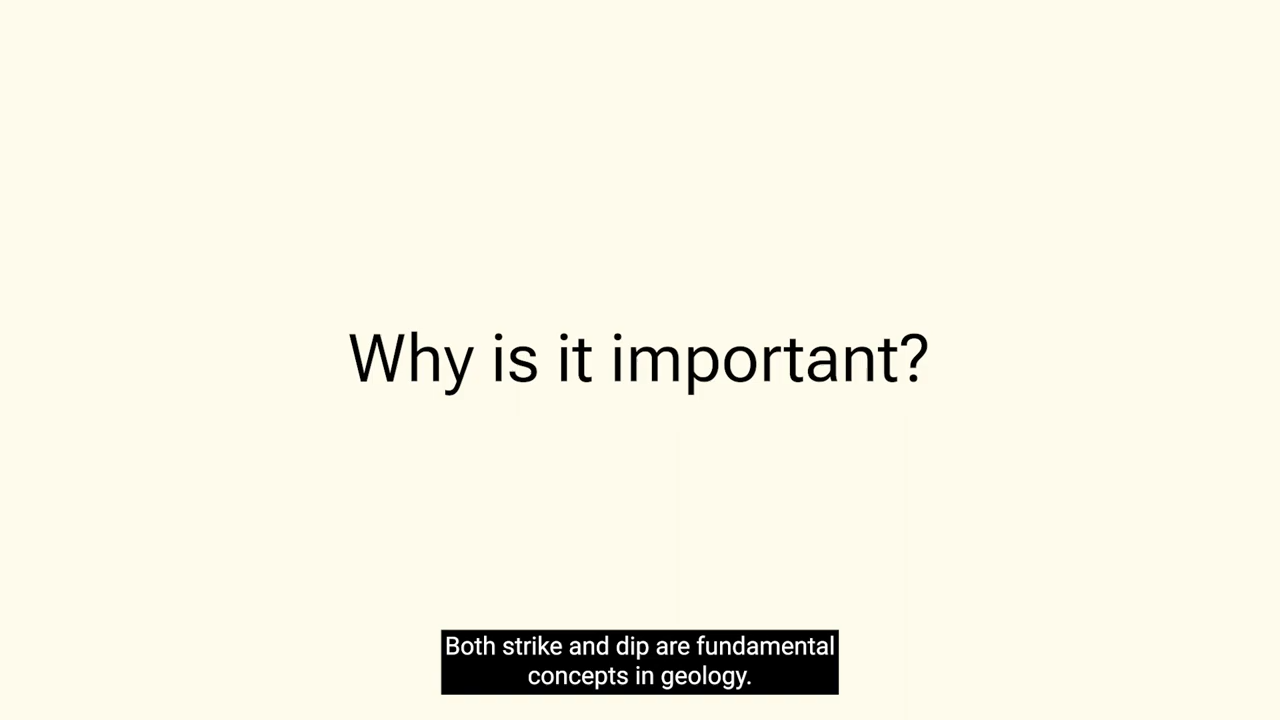 Why is it important?
Both strike and dip are fundamental
concepts in geology.